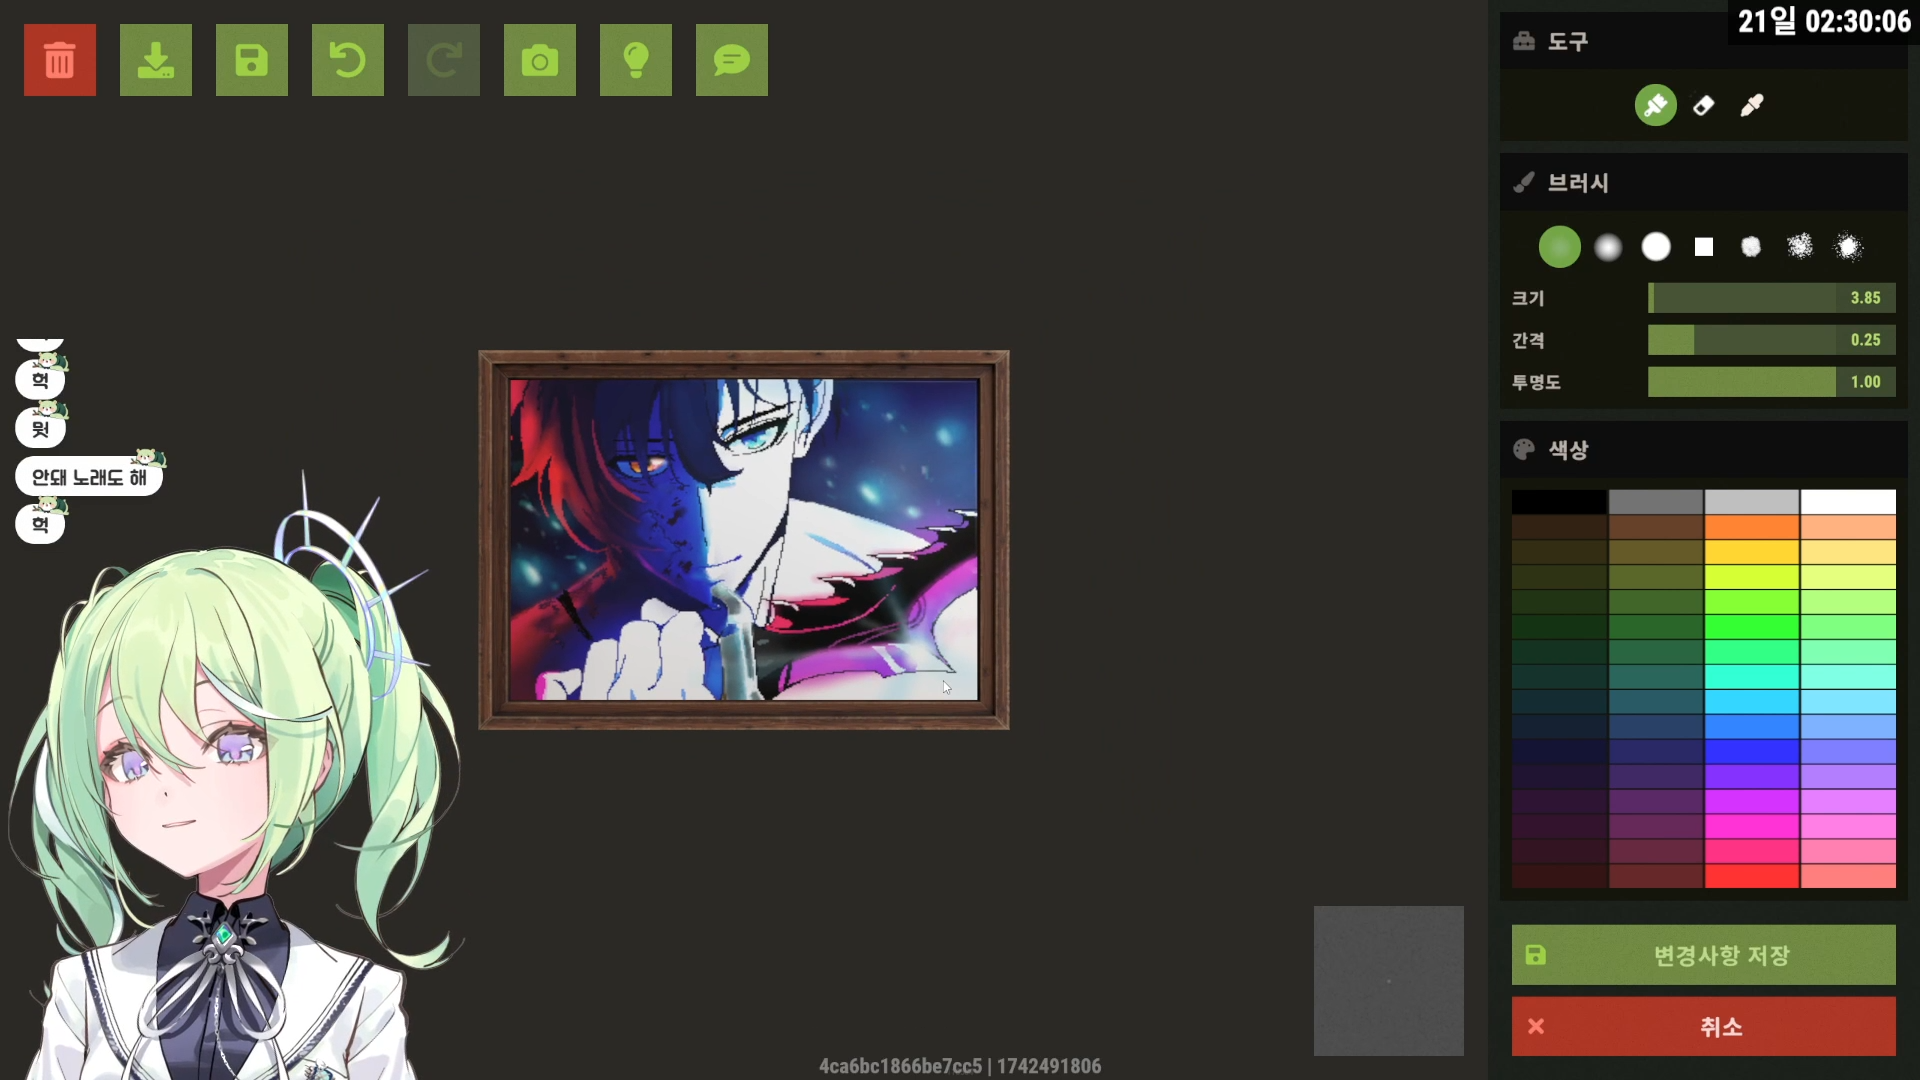 21일 02:30:06
도구
브러시
크기 3.85
간격 0.25
투명도 1.00
색상
헉
뭣
안돼 노래도 해
헉
변경사항 저장
취소
4ca6bc1866be7cc5 | 1742491806